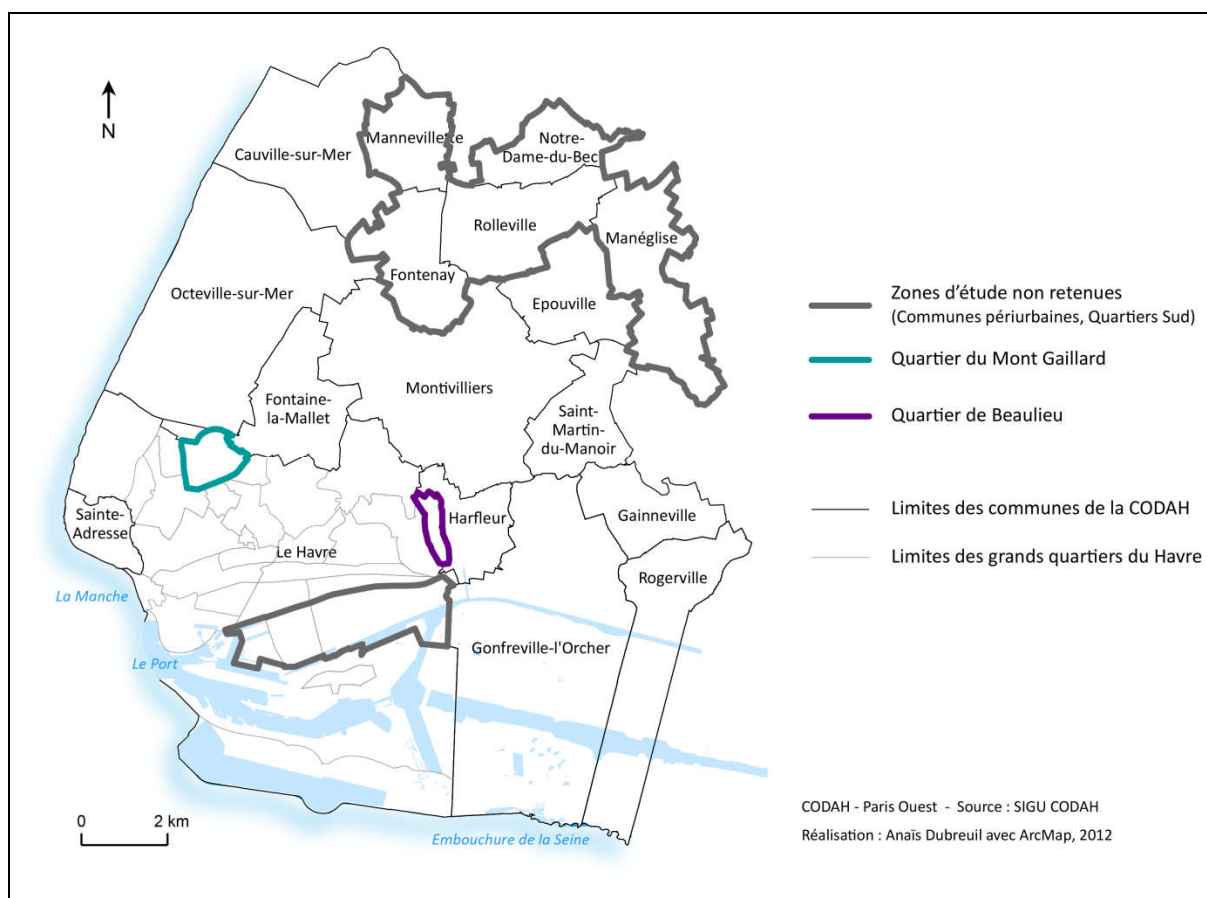 N
Cauville-sur-Mer
Mannevillette
Notre-
Dame-du-Bec
Rolleville
Manéglise
Fontenay
Octeville-sur-Mer
Epouville
Montivilliers
Fontaine-
la-Mallet
Saint-
Martin-
du-Manoir
Sainte-
Adresse
Harfleur
Gainneville
Le Havre
Rogerville
La Manche
Gonfreville-l'Orcher
Le Port
Embouchure de la Seine
0
2 km
Zones d'étude non retenues
(Communes périurbaines, Quartiers Sud)
Quartier du Mont Gaillard
Quartier de Beaulieu
Limites des communes de la CODAH
Limites des grands quartiers du Havre
CODAH - Paris Ouest - Source : SIGU CODAH
Réalisation : Anaïs Dubreuil avec ArcMap, 2012